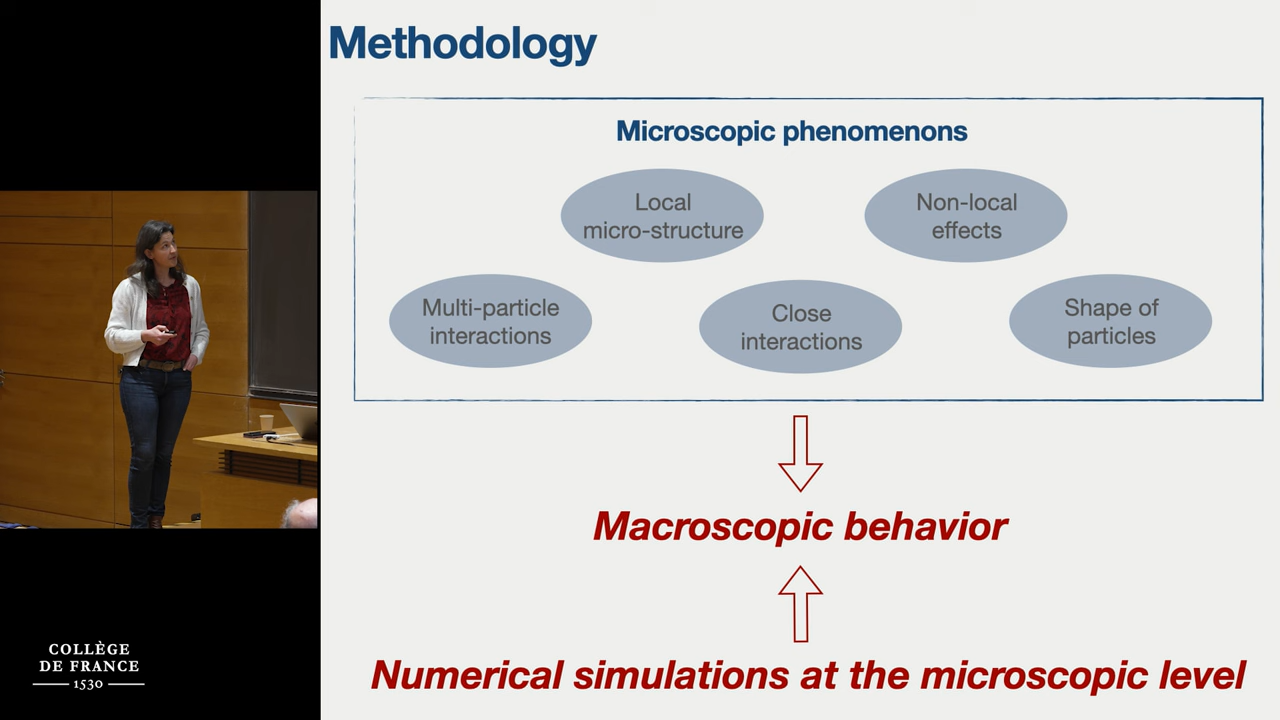 Methodology
Microscopic phenomenons
Local
micro-structure
Non-local
effects
Multi-particle
interactions
Close
interactions
Shape of
particles
Macroscopic behavior
Numerical simulations at the microscopic level
COLLÈGE
DE FRANCE
1530